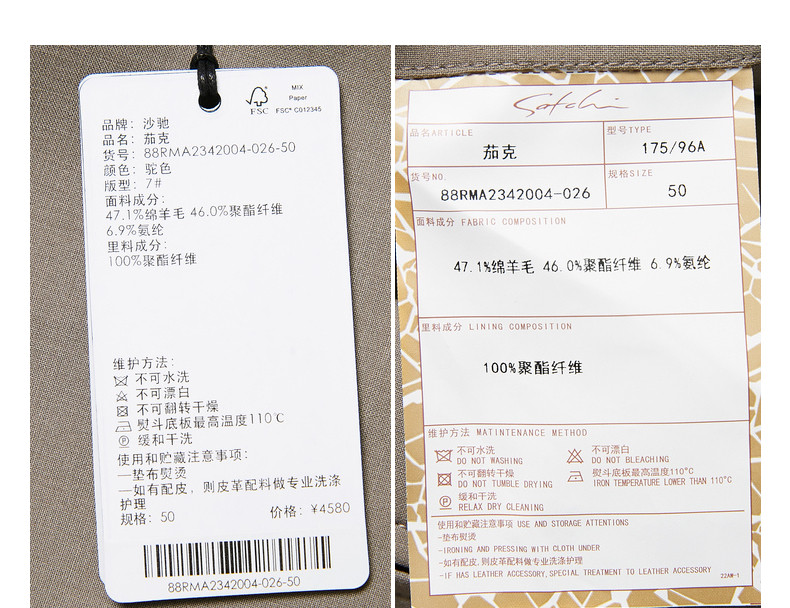 FSC
MIX
Paper
FSC® C012345
品牌：沙驰
品名：茄克
货号：88RMA2342004-026-50
颜色：驼色
版型：7#
面料成分：
47.1%绵羊毛 46.0%聚酯纤维
6.9%氨纶
里料成分：
100%聚酯纤维
维护方法：
不可水洗
不可漂白
不可翻转干燥
熨斗底板最高温度110℃
缓和干洗
使用和贮藏注意事项：
—垫布熨烫
—如有配皮，则皮革配料做专业洗涤
护理
规格：50 价格：¥4580
88RMA2342004-026-50
Satchi
品名ARTICLE 型号TYPE
茄克 175/96A
货号NO. 规格SIZE
88RMA2342004-026 50
面料成分 FABRIC COMPOSITION
47.1%绵羊毛 46.0%聚酯纤维 6.9%氨纶
里料成分 LINING COMPOSITION
100%聚酯纤维
维护方法 MATINTENANCE METHOD
不可水洗 不可漂白
DO NOT WASHING DO NOT BLEACHING
不可翻转干燥 熨斗底板最高温度110°C
DO NOT TUMBLE DRYING IRON TEMPERATURE LOWER THAN 110°C
缓和干洗
RELAX DRY CLEANING
使用和贮藏注意事项 USE AND STORAGE ATTENTIONS
-垫布熨烫
-IRONING AND PRESSING WITH CLOTH UNDER
-如有配皮,则皮革配料做专业洗涤护理
-IF HAS LEATHER ACCESSORY,SPECIAL TREATMENT TO LEATHER ACCESSORY 22AW-1